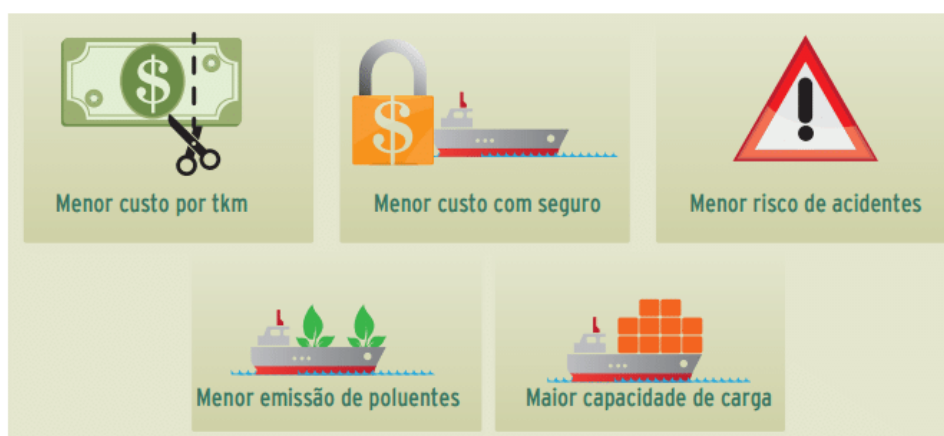 Menor custo por tkm
Menor custo com seguro
Menor risco de acidentes
Menor emissão de poluentes
Maior capacidade de carga